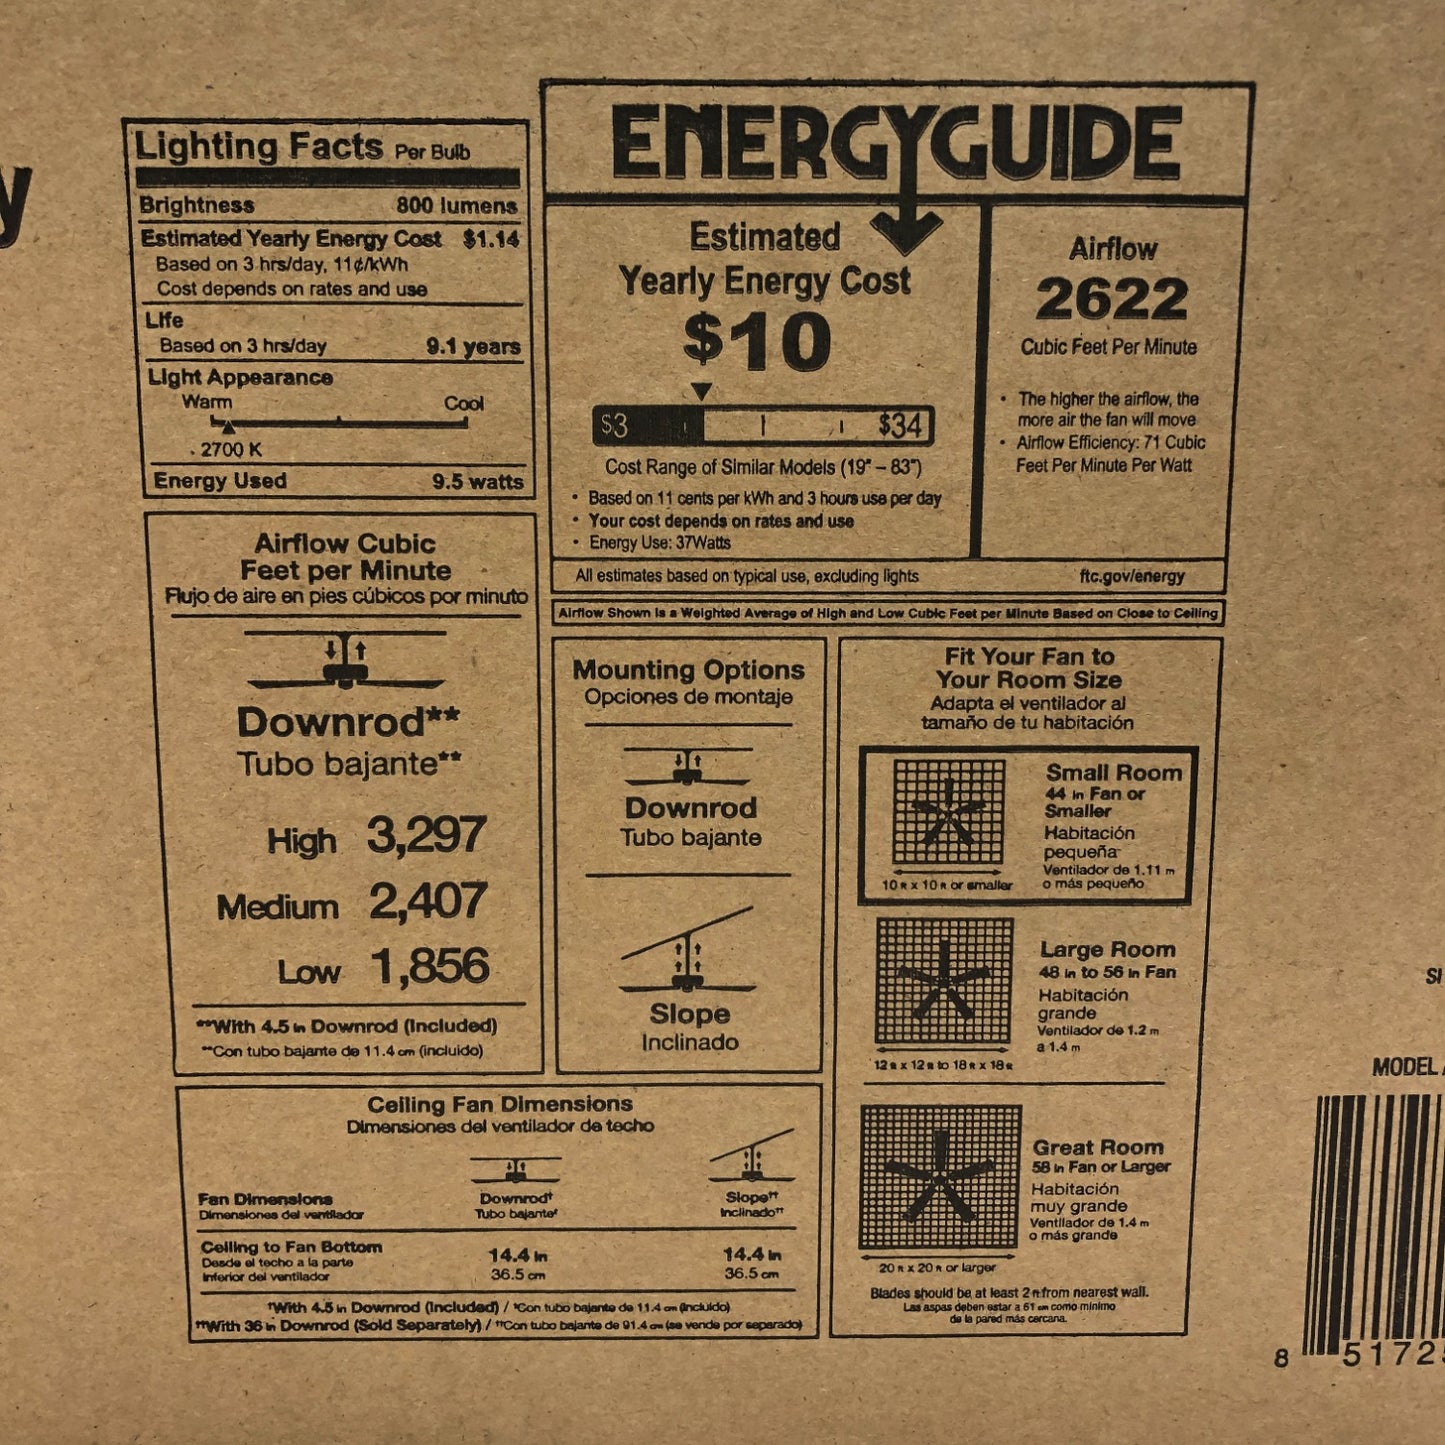 y
Lighting Facts Per Bulb
Brightness 800 lumens
Estimated Yearly Energy Cost $1.14
Based on 3 hrs/day, 11¢/kWh
Cost depends on rates and use
Life
Based on 3 hrs/day 9.1 years
Light Appearance
Warm Cool
2700 K
Energy Used 9.5 watts
ENERGYGUIDE
Estimated
Yearly Energy Cost
$10
$3 $34
Cost Range of Similar Models (19" – 83")
• Based on 11 cents per kWh and 3 hours use per day
• Your cost depends on rates and use
• Energy Use: 37Watts
Airflow
2622
Cubic Feet Per Minute
• The higher the airflow, the
more air the fan will move
• Airflow Efficiency: 71 Cubic
Feet Per Minute Per Watt
All estimates based on typical use, excluding lights ftc.gov/energy
Airflow Shown is a Weighted Average of High and Low Cubic Feet per Minute Based on Close to Ceiling
Airflow Cubic
Feet per Minute
Flujo de aire en pies cúbicos por minuto
Downrod**
Tubo bajante**
High 3,297
Medium 2,407
Low 1,856
**With 4.5 in Downrod (Included)
**Con tubo bajante de 11.4 cm (incluido)
Mounting Options
Opciones de montaje
Downrod
Tubo bajante
Slope
Inclinado
Fit Your Fan to
Your Room Size
Adapta el ventilador al
tamaño de tu habitación
Small Room
44 in Fan or
Smaller
Habitación
pequeña
Ventilador de 1.11 m
o más pequeño
10 ft x 10 ft or smaller
Large Room
48 in to 56 in Fan
Habitación
grande
Ventilador de 1.2 m
a 1.4 m
12 ft x 12 ft to 18 ft x 18 ft
Great Room
58 in Fan or Larger
Habitación
muy grande
Ventilador de 1.4 m
o más grande
20 ft x 20 ft or larger
Blades should be at least 2 ft from nearest wall.
Las aspas deben estar a 61 cm como mínimo
de la pared más cercana.
Ceiling Fan Dimensions
Dimensiones del ventilador de techo
Fan Dimensions Downrod† Slope††
Dimensiones del ventilador Tubo bajante† Inclinado††
Ceiling to Fan Bottom 14.4 in 14.4 in
Desde el techo a la parte
inferior del ventilador 36.5 cm 36.5 cm
†With 4.5 in Downrod (Included) / †Con tubo bajante de 11.4 cm (incluido)
††With 36 in Downrod (Sold Separately) / ††Con tubo bajante de 91.4 cm (se vende por separado)
SI
MODEL
8 5172